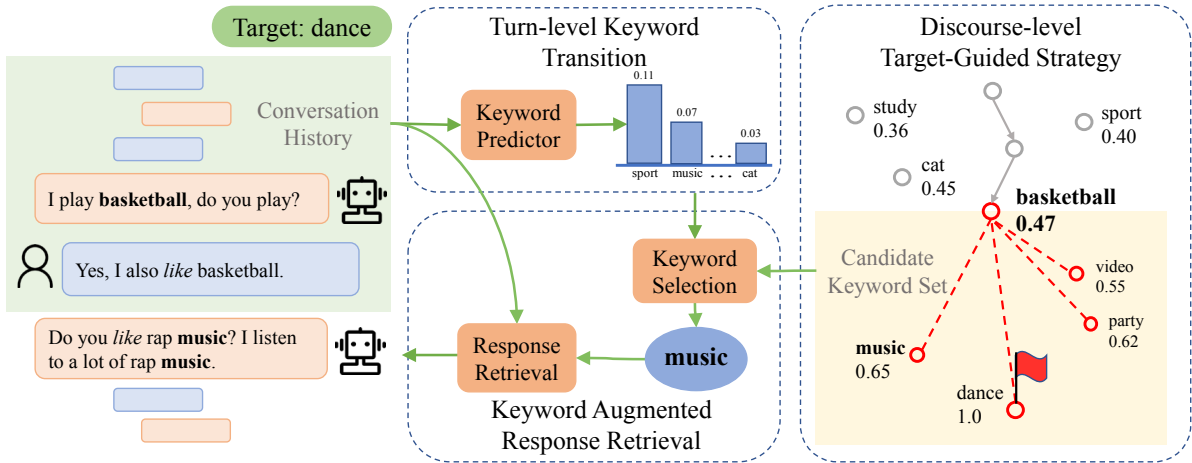 Target: dance
Conversation
History
I play basketball, do you play?
Yes, I also like basketball.
Do you like rap music? I listen
to a lot of rap music.
Turn-level Keyword
Transition
Keyword
Predictor
0.11
0.07
0.03
sport
music
. . .
. . .
cat
Keyword
Selection
music
Response
Retrieval
Keyword Augmented
Response Retrieval
Discourse-level
Target-Guided Strategy
study
0.36
sport
0.40
cat
0.45
basketball
0.47
Candidate
Keyword Set
video
0.55
party
0.62
music
0.65
dance
1.0